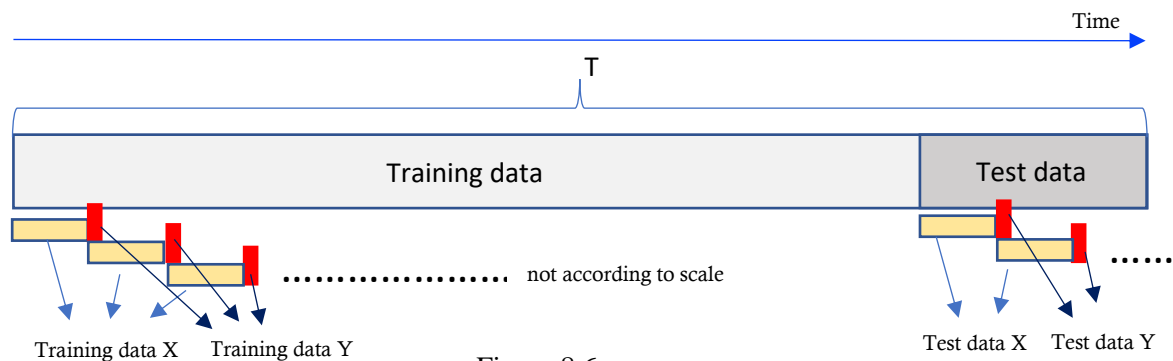 Time
T
Training data
Test data
not according to scale
Training data X
Training data Y
Test data X
Test data Y